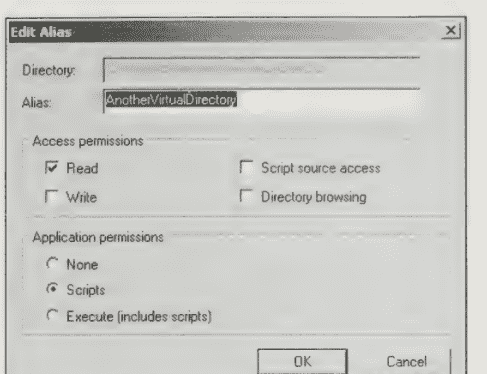 Edit Alias
Directory:
Alias: AnotherVirtualDirectory
Access permissions
Read Script source access
Write Directory browsing
Application permissions
None
Scripts
Execute (includes scripts)
OK Cancel